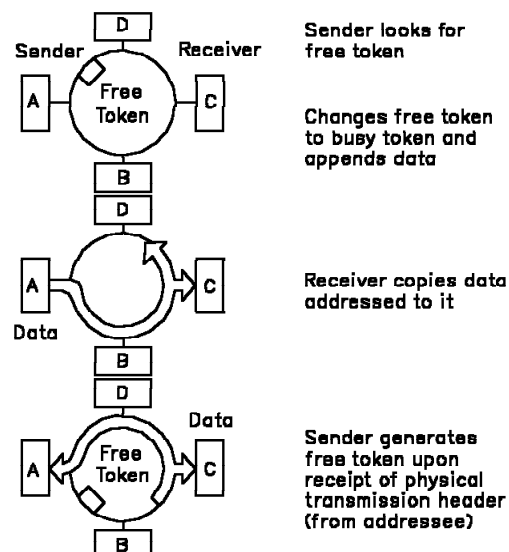 D
Sender
Receiver
A
Free
Token
C
B
Sender looks for
free token
Changes free token
to busy token and
appends data
D
A
C
Data
B
Receiver copies data
addressed to it
D
Data
A
Free
Token
C
B
Sender generates
free token upon
receipt of physical
transmission header
(from addressee)